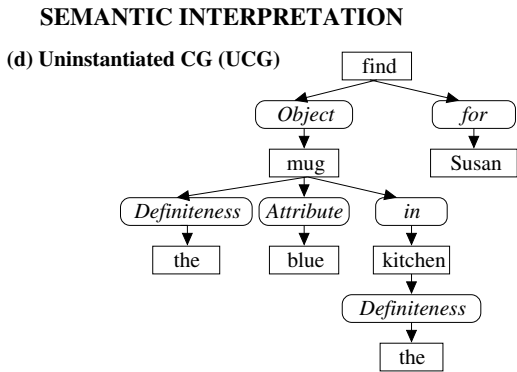 SEMANTIC INTERPRETATION
(d) Uninstantiated CG (UCG)
find
Object for
mug Susan
Definiteness Attribute in
the blue kitchen
Definiteness
the